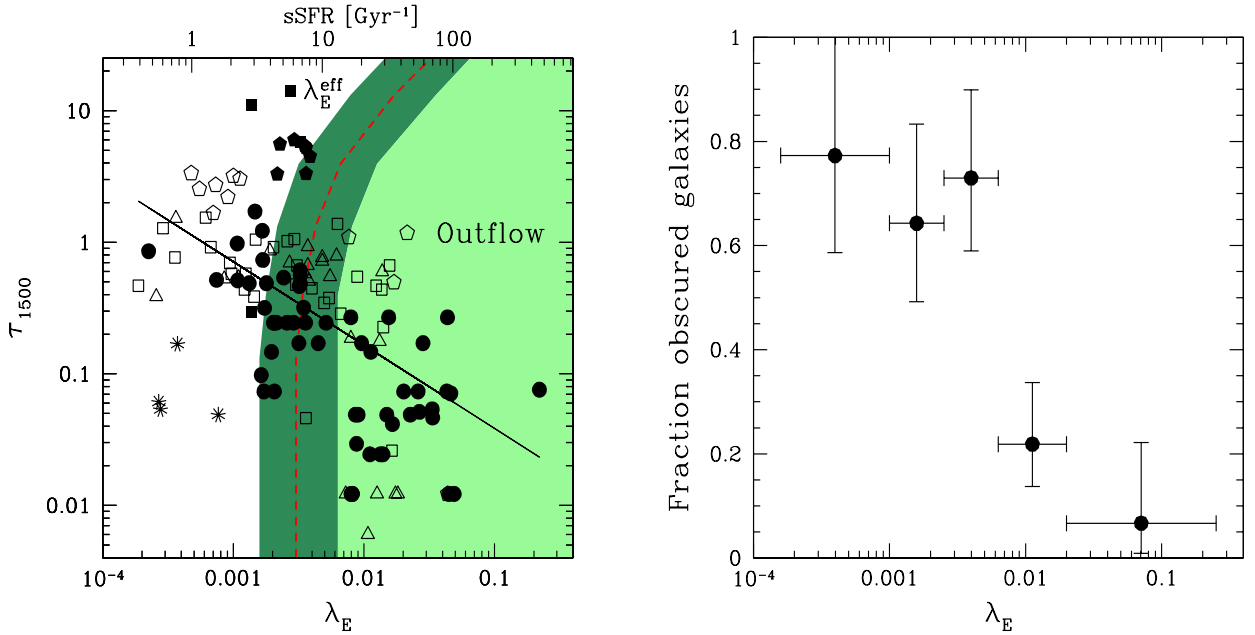 sSFR [Gyr⁻¹]
1 10 100
λ_E^eff
Outflow
τ₁₅₀₀
10
1
0.1
0.01
10⁻⁴ 0.001 0.01 0.1
λ_E
Fraction obscured galaxies
1
0.8
0.6
0.4
0.2
0
10⁻⁴ 0.001 0.01 0.1
λ_E